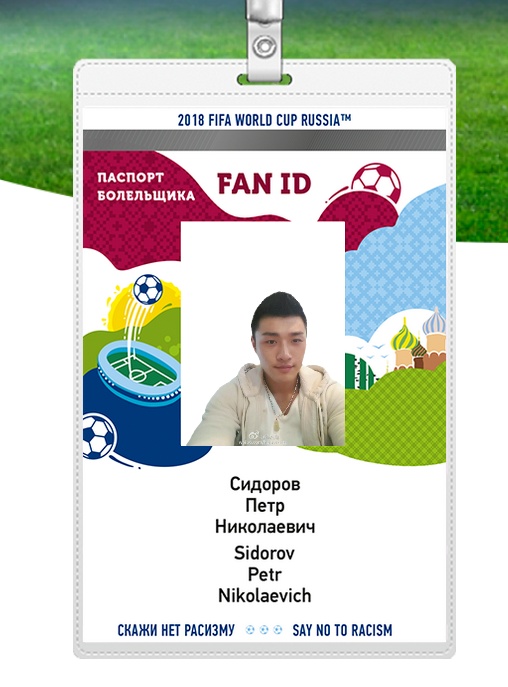 2018 FIFA WORLD CUP RUSSIA™
ПАСПОРТ
БОЛЕЛЬЩИКА
FAN ID
Сидоров
Петр
Николаевич
Sidorov
Petr
Nikolaevich
СКАЖИ НЕТ РАСИЗМУ SAY NO TO RACISM